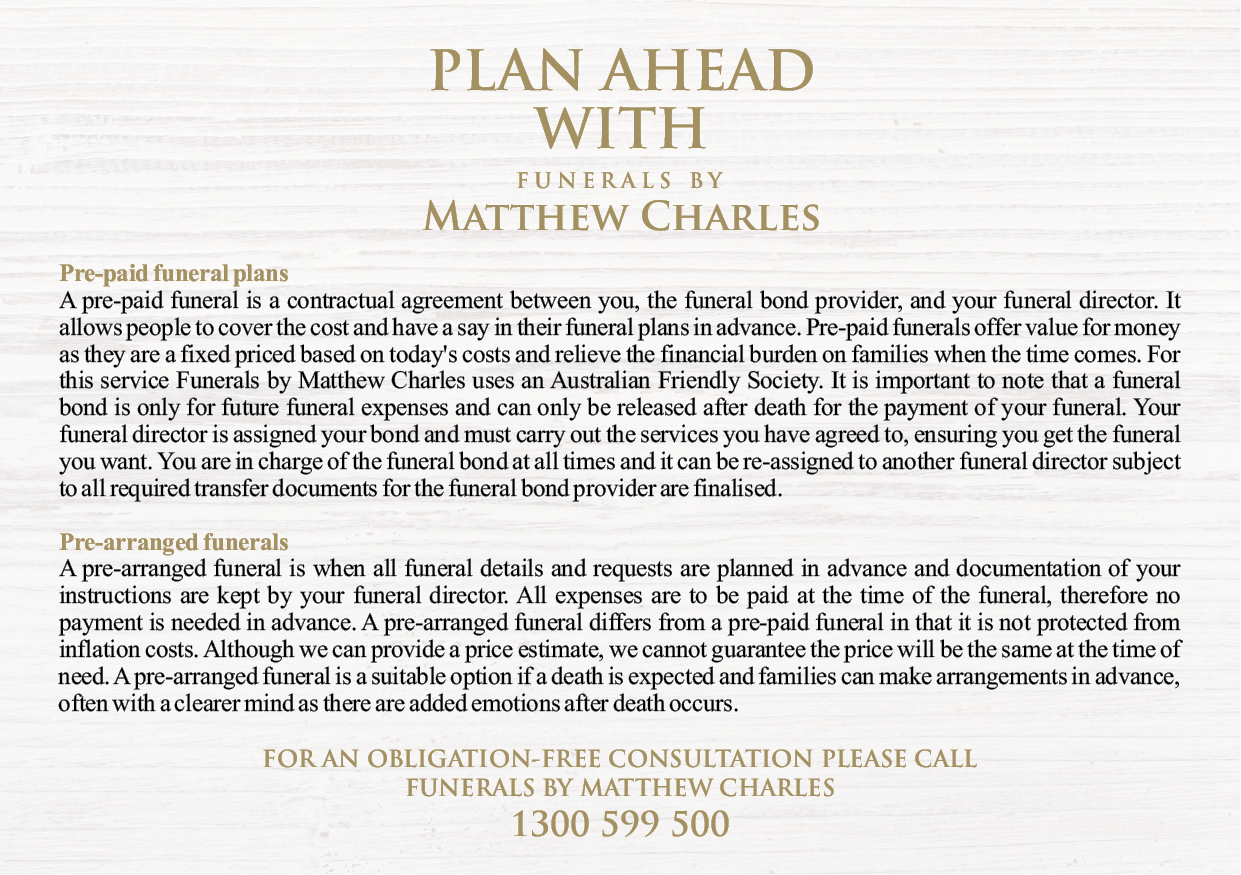 PLAN AHEAD
WITH
FUNERALS BY
MATTHEW CHARLES
Pre-paid funeral plans
A pre-paid funeral is a contractual agreement between you, the funeral bond provider, and your funeral director. It
allows people to cover the cost and have a say in their funeral plans in advance. Pre-paid funerals offer value for money
as they are a fixed priced based on today's costs and relieve the financial burden on families when the time comes. For
this service Funerals by Matthew Charles uses an Australian Friendly Society. It is important to note that a funeral
bond is only for future funeral expenses and can only be released after death for the payment of your funeral. Your
funeral director is assigned your bond and must carry out the services you have agreed to, ensuring you get the funeral
you want. You are in charge of the funeral bond at all times and it can be re-assigned to another funeral director subject
to all required transfer documents for the funeral bond provider are finalised.
Pre-arranged funerals
A pre-arranged funeral is when all funeral details and requests are planned in advance and documentation of your
instructions are kept by your funeral director. All expenses are to be paid at the time of the funeral, therefore no
payment is needed in advance. A pre-arranged funeral differs from a pre-paid funeral in that it is not protected from
inflation costs. Although we can provide a price estimate, we cannot guarantee the price will be the same at the time of
need. A pre-arranged funeral is a suitable option if a death is expected and families can make arrangements in advance,
often with a clearer mind as there are added emotions after death occurs.
FOR AN OBLIGATION-FREE CONSULTATION PLEASE CALL
FUNERALS BY MATTHEW CHARLES
1300 599 500